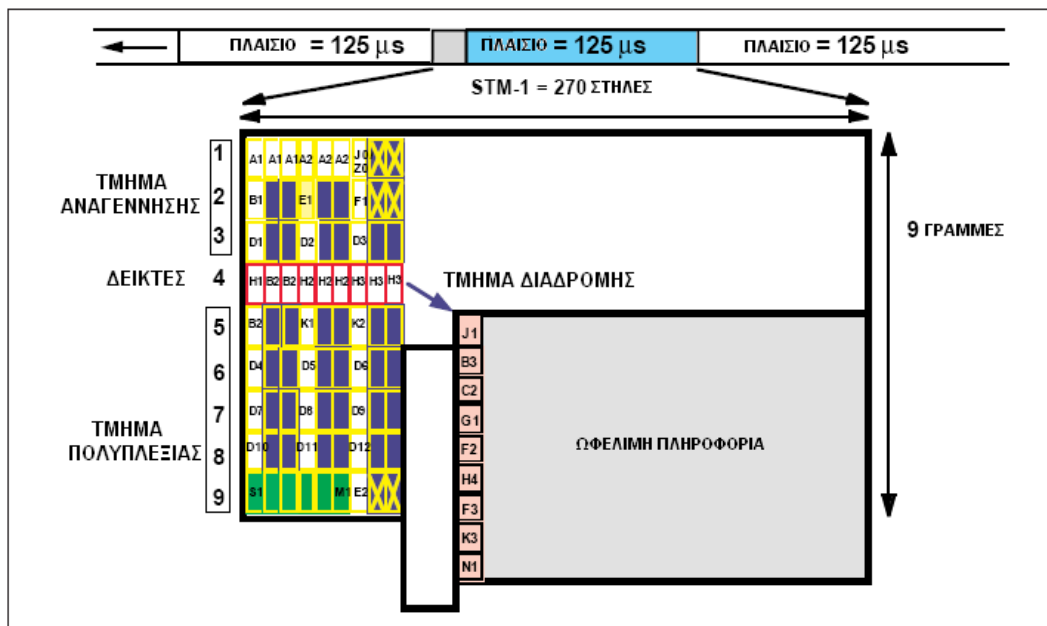 ΠΛΑΙΣΙΟ = 125 μs ΠΛΑΙΣΙΟ = 125 μs ΠΛΑΙΣΙΟ = 125 μs
STM-1 = 270 ΣΤΗΛΕΣ
1 A1 A1 A1 A2 A2 A2 J0 Z0
ΤΜΗΜΑ ΑΝΑΓΕΝΝΗΣΗΣ
2 B1 E1 F1
3 D1 D2 D3
9 ΓΡΑΜΜΕΣ
ΔΕΙΚΤΕΣ 4 H1 B2 B2 H2 H2 H2 H3 H3 H3
ΤΜΗΜΑ ΔΙΑΔΡΟΜΗΣ
5 B2 K1 K2
6 D4 D5 D6
ΤΜΗΜΑ ΠΟΛΥΠΛΕΞΙΑΣ
7 D7 D8 D9
8 D10 D11 D12
9 S1 M1 E2
J1
B3
C2
G1
F2
H4
F3
K3
N1
ΩΦΕΛΙΜΗ ΠΛΗΡΟΦΟΡΙΑ